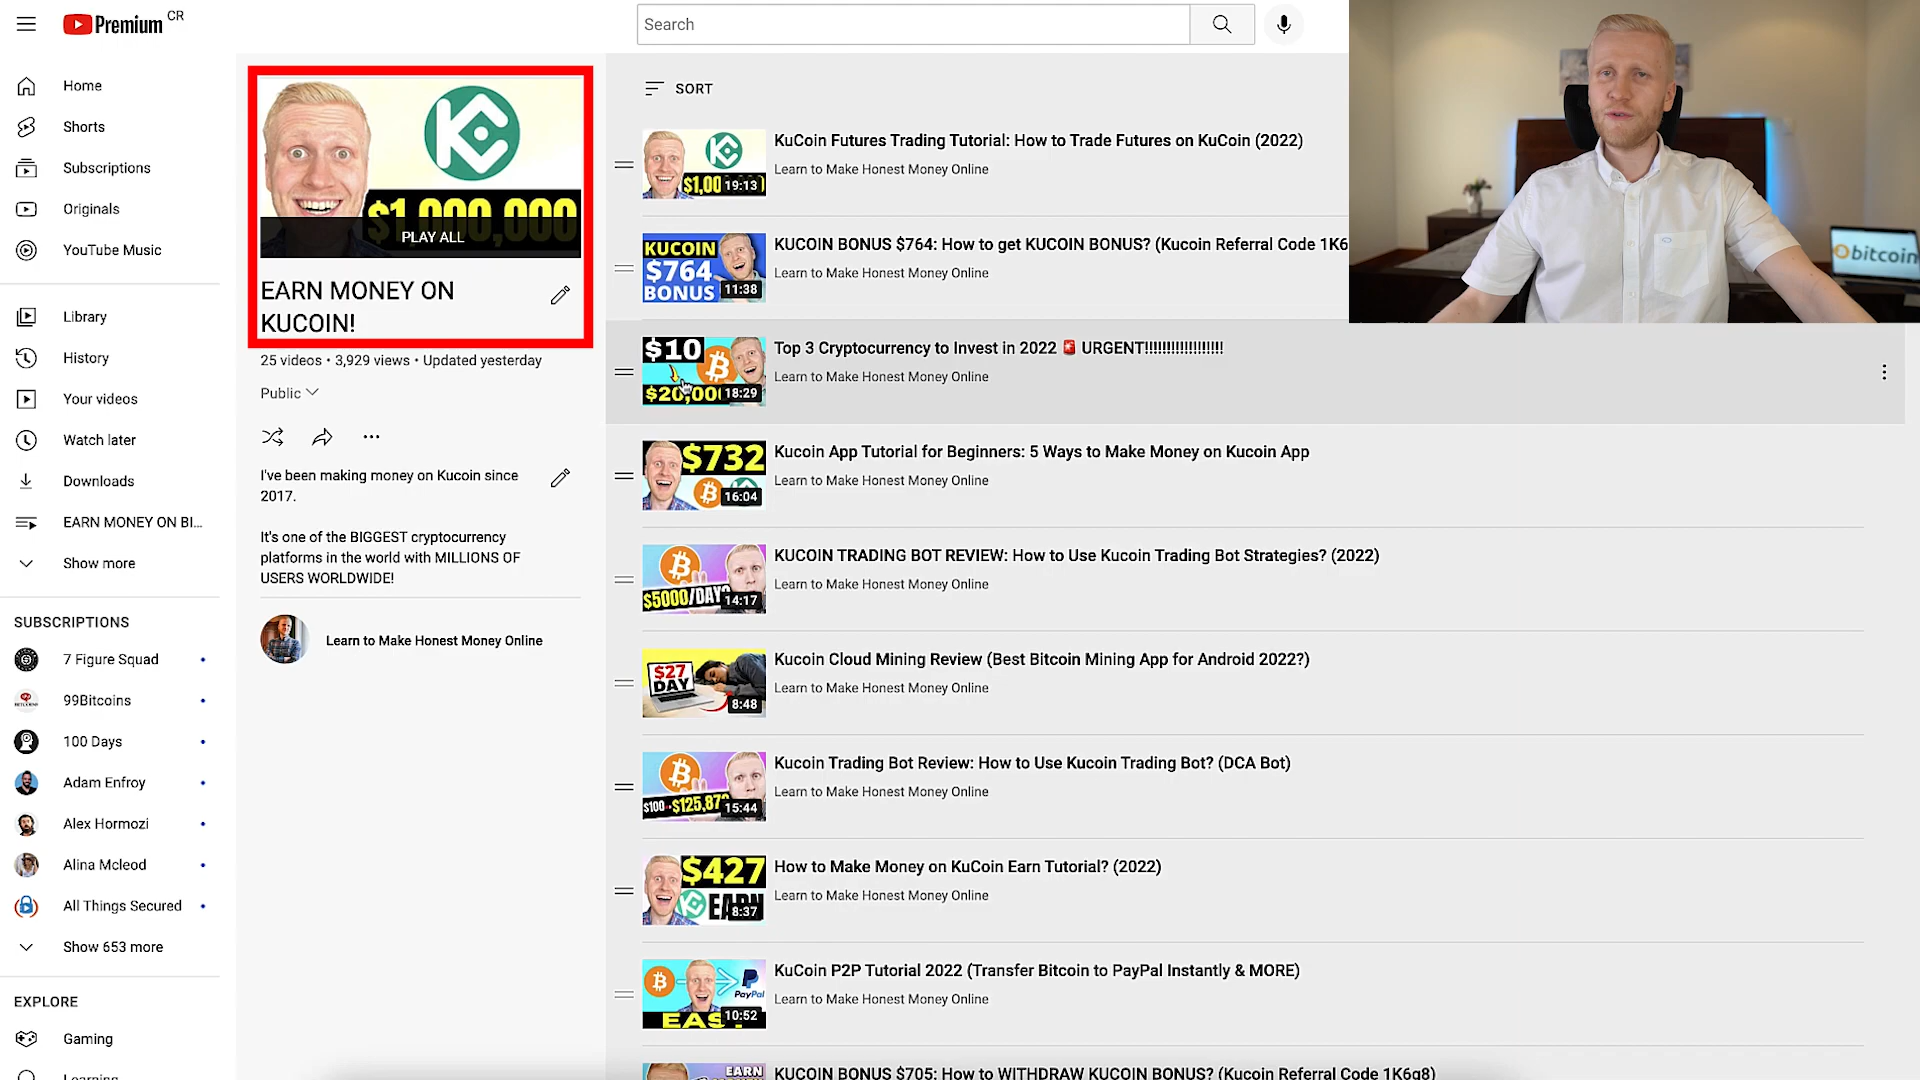 Premium CR
Search
Home
Shorts
Subscriptions
Originals
YouTube Music
Library
History
Your videos
Watch later
Downloads
EARN MONEY ON BI...
Show more
SUBSCRIPTIONS
7 Figure Squad
99Bitcoins
100 Days
Adam Enfroy
Alex Hormozi
Alina Mcleod
All Things Secured
Show 653 more
EXPLORE
Gaming
Learning
$1,000,000
PLAY ALL
EARN MONEY ON
KUCOIN!
25 videos • 3,929 views • Updated yesterday
Public
I've been making money on Kucoin since
2017.
It's one of the BIGGEST cryptocurrency
platforms in the world with MILLIONS OF
USERS WORLDWIDE!
Learn to Make Honest Money Online
SORT
$1,00
19:13
KuCoin Futures Trading Tutorial: How to Trade Futures on KuCoin (2022)
Learn to Make Honest Money Online
KUCOIN
$764
BONUS
11:38
KUCOIN BONUS $764: How to get KUCOIN BONUS? (Kucoin Referral Code 1K6
Learn to Make Honest Money Online
$10
$20,00
18:29
Top 3 Cryptocurrency to Invest in 2022 🚨 URGENT!!!!!!!!!!!!!!!!!!
Learn to Make Honest Money Online
$732
16:04
Kucoin App Tutorial for Beginners: 5 Ways to Make Money on Kucoin App
Learn to Make Honest Money Online
$5000/DAY?
14:17
KUCOIN TRADING BOT REVIEW: How to Use Kucoin Trading Bot Strategies? (2022)
Learn to Make Honest Money Online
$27
DAY
8:48
Kucoin Cloud Mining Review (Best Bitcoin Mining App for Android 2022?)
Learn to Make Honest Money Online
$100 → $125,87
15:44
Kucoin Trading Bot Review: How to Use Kucoin Trading Bot? (DCA Bot)
Learn to Make Honest Money Online
$427
EARN
8:37
How to Make Money on KuCoin Earn Tutorial? (2022)
Learn to Make Honest Money Online
PayPal
EAS
10:52
KuCoin P2P Tutorial 2022 (Transfer Bitcoin to PayPal Instantly & MORE)
Learn to Make Honest Money Online
EARN
KUCOIN BONUS $705: How to WITHDRAW KUCOIN BONUS? (Kucoin Referral Code 1K6q8)
bitcoin